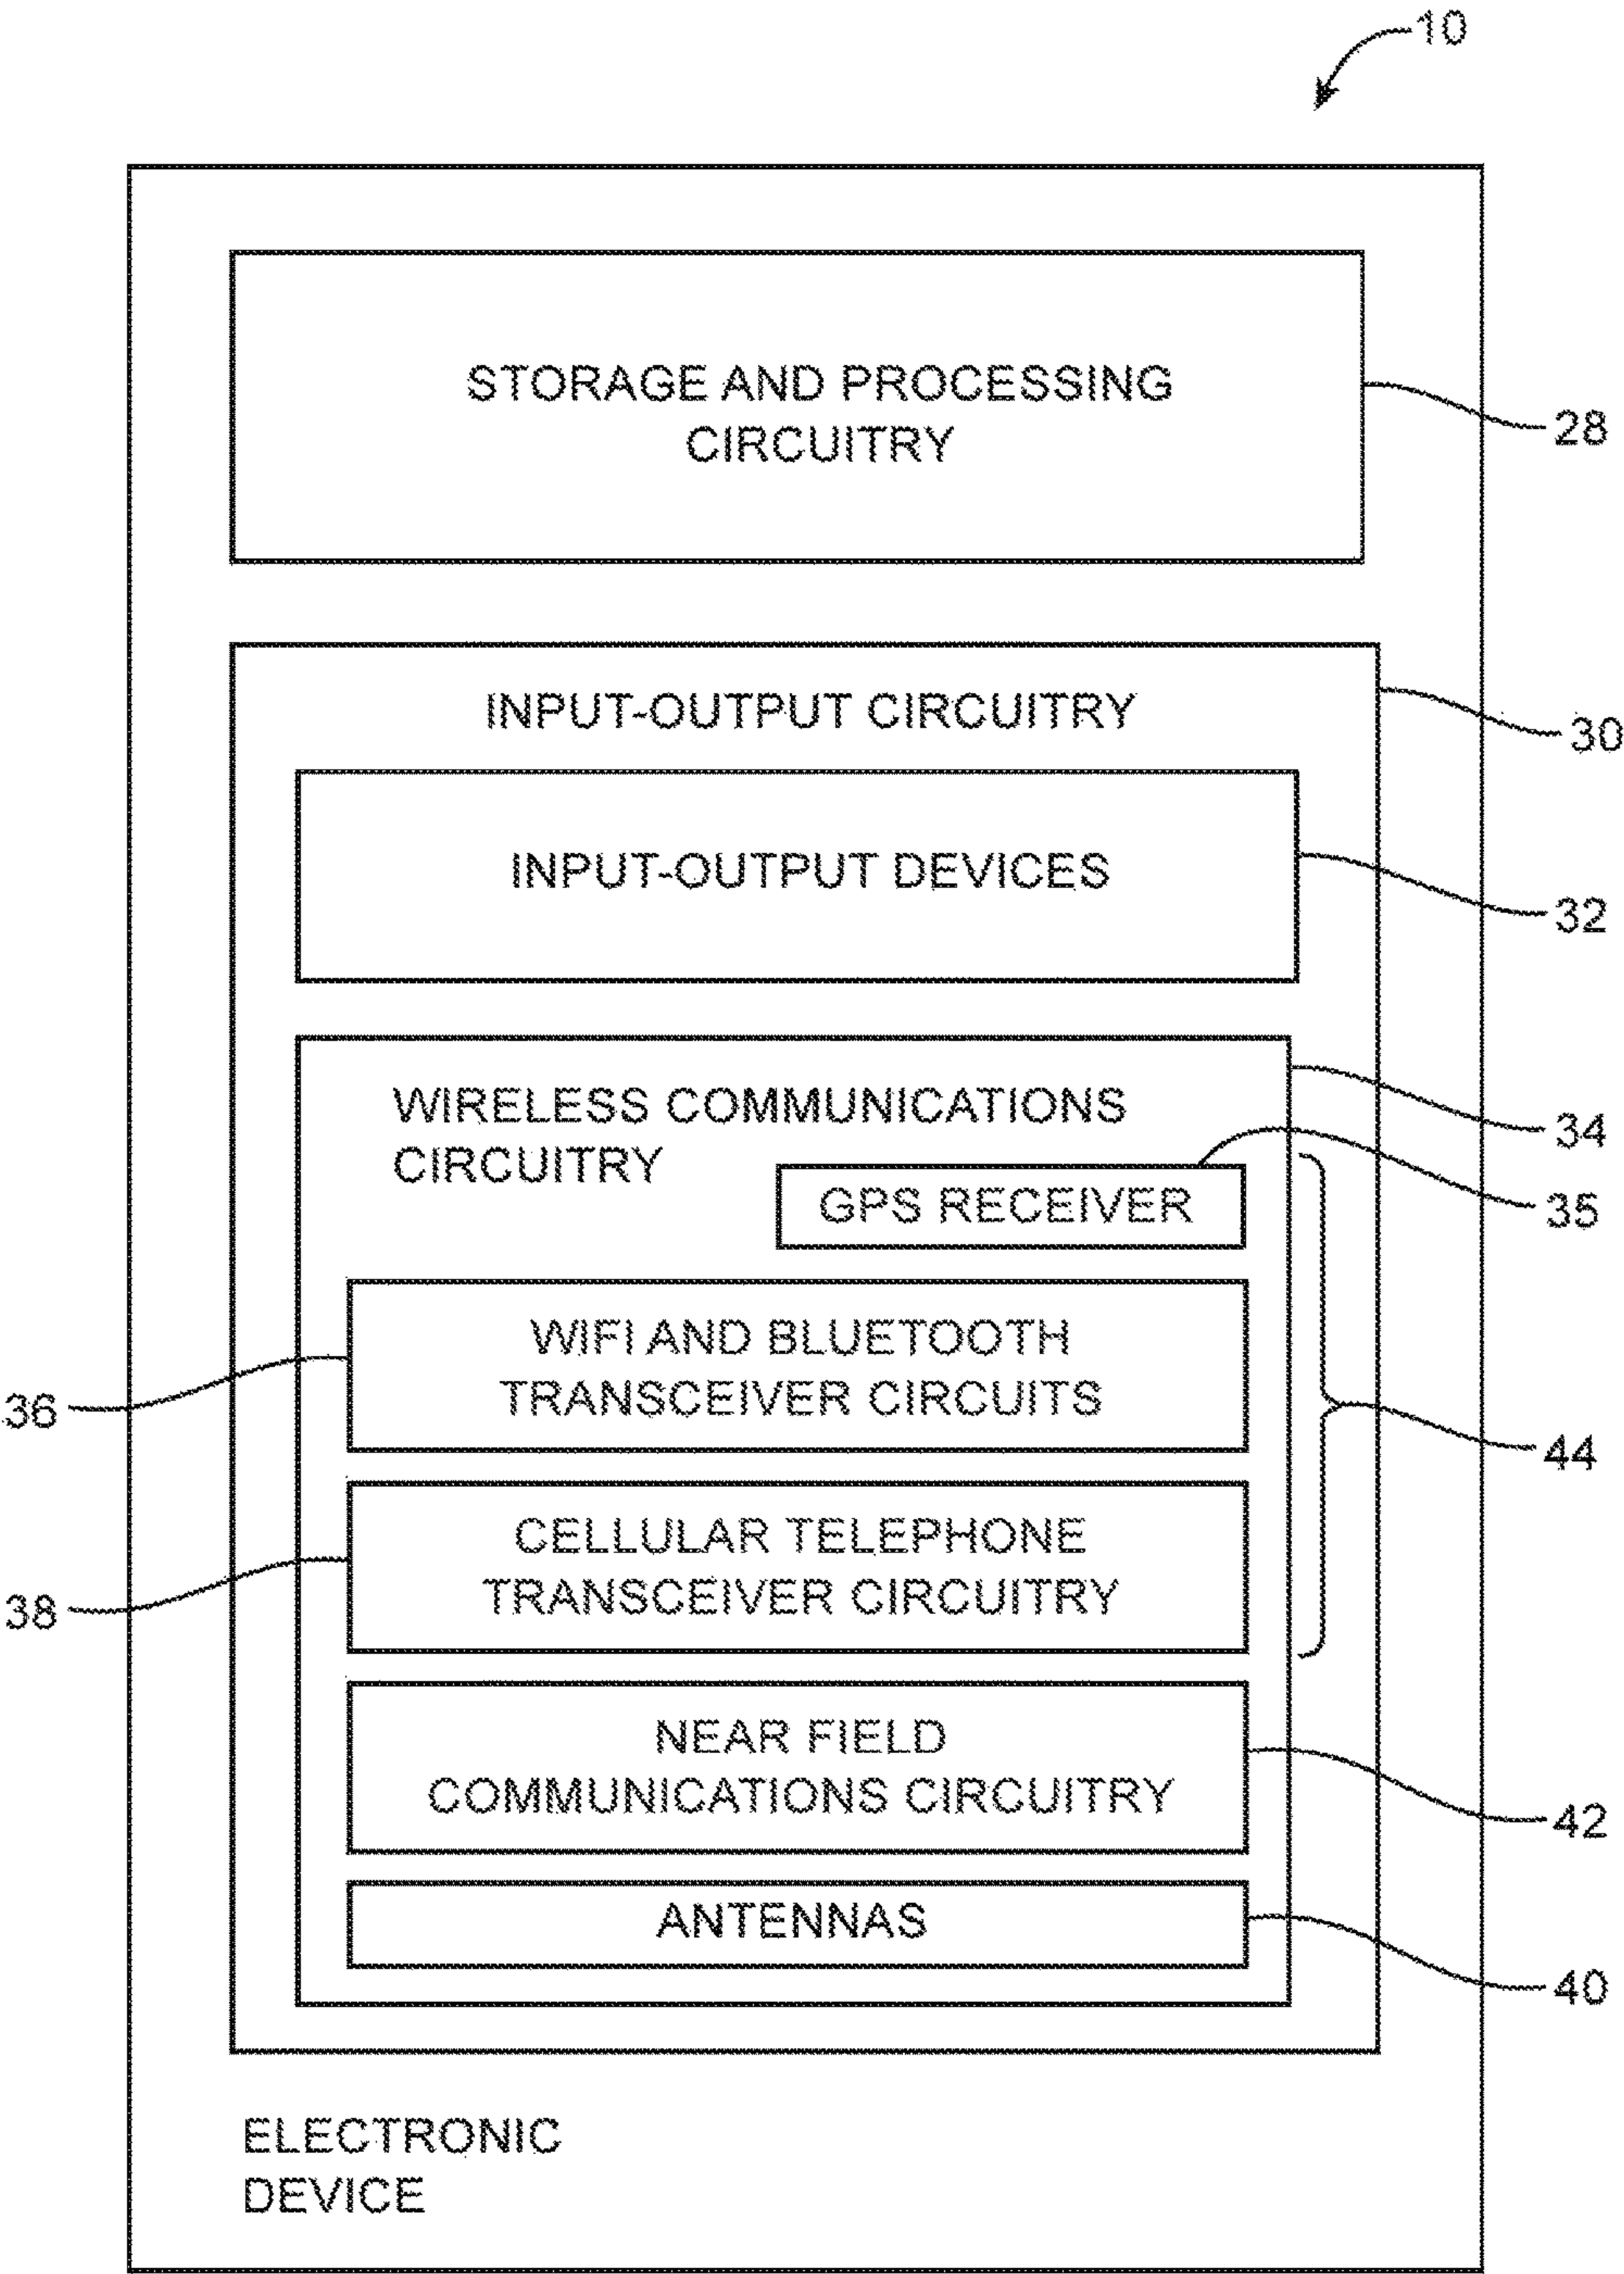 10
STORAGE AND PROCESSING
CIRCUITRY
28
INPUT-OUTPUT CIRCUITRY
30
INPUT-OUTPUT DEVICES
32
WIRELESS COMMUNICATIONS
CIRCUITRY
34
GPS RECEIVER
35
WIFI AND BLUETOOTH
TRANSCEIVER CIRCUITS
36
44
CELLULAR TELEPHONE
TRANSCEIVER CIRCUITRY
38
NEAR FIELD
COMMUNICATIONS CIRCUITRY
42
ANTENNAS
40
ELECTRONIC
DEVICE